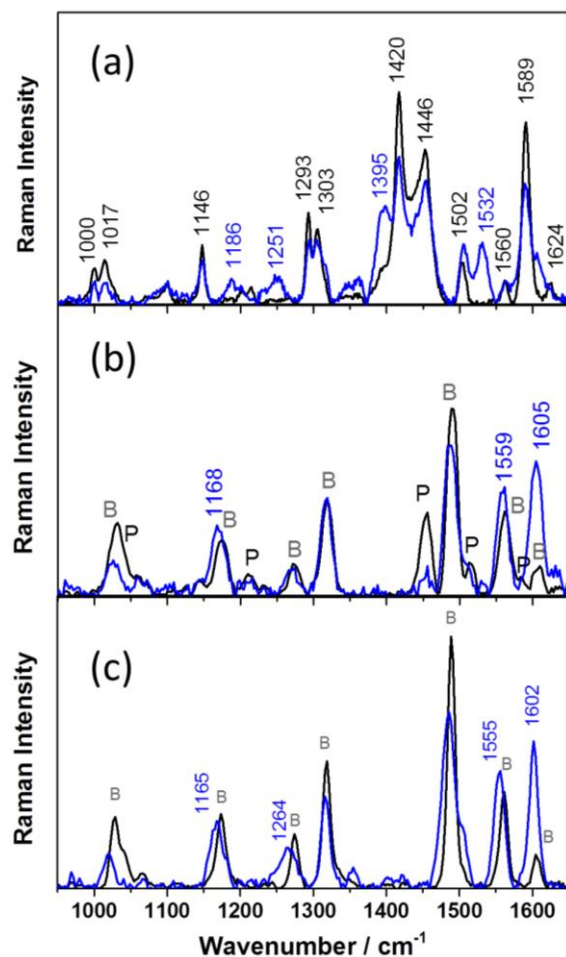 (a)
Raman Intensity
1000
1017
1146
1186
1251
1293
1303
1395
1420
1446
1502
1532
1560
1589
1624
(b)
Raman Intensity
B
P
1168
B
P
B
B
P
B
P
1559
B
P
1605
B
(c)
Raman Intensity
B
1165
B
1264
B
B
B
1555
B
1602
B
1000 1100 1200 1300 1400 1500 1600
Wavenumber / cm-1